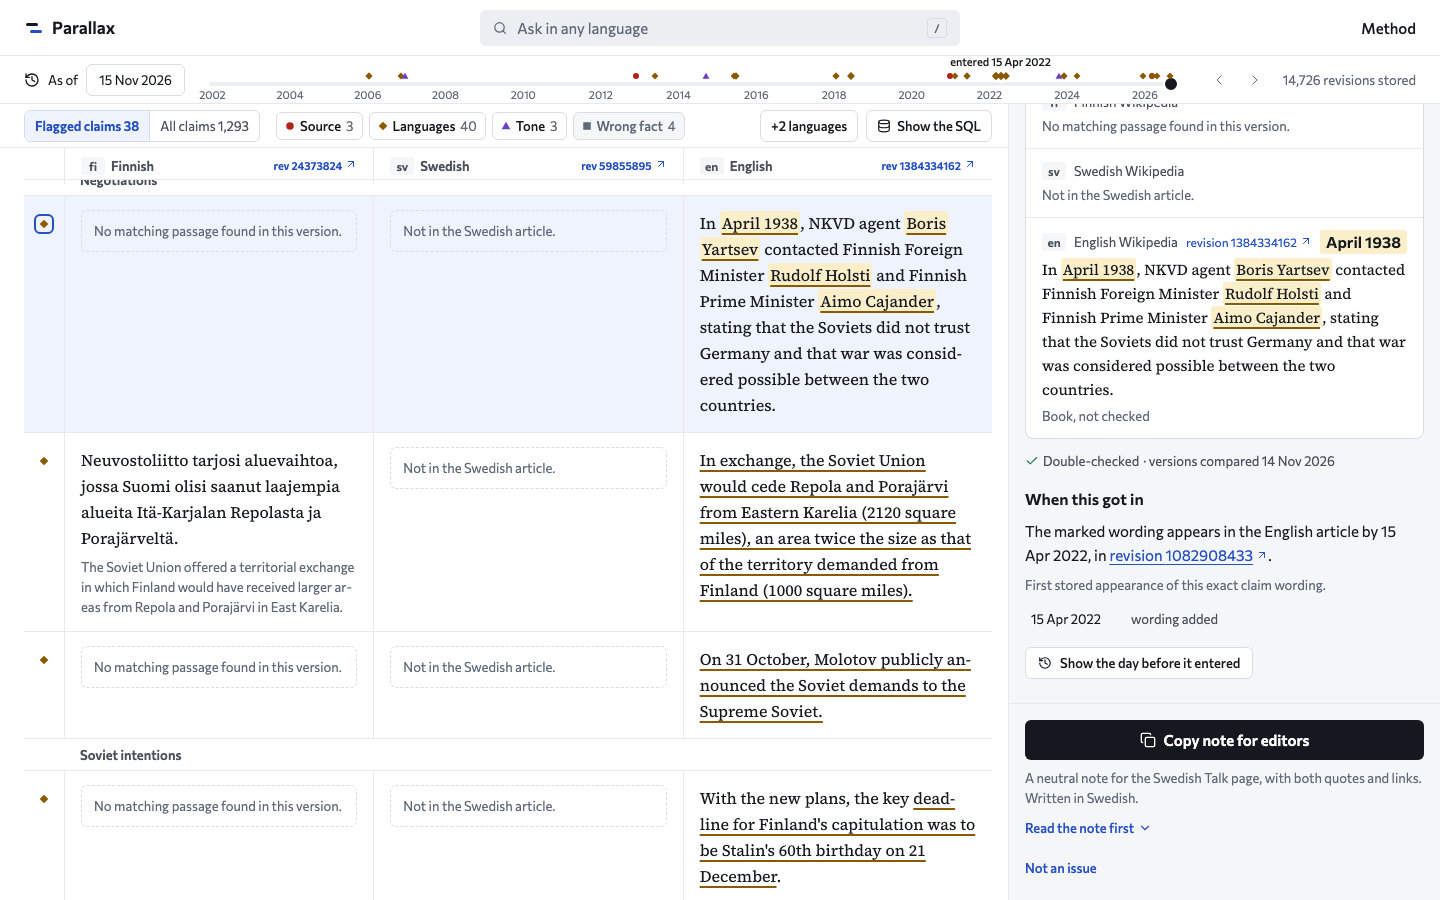 Parallax
Ask in any language
/
Method
As of
15 Nov 2026
entered 15 Apr 2022
2002 2004 2006 2008 2010 2012 2014 2016 2018 2020 2022 2024 2026
14,726 revisions stored
Flagged claims 38
All claims 1,293
Source 3
Languages 40
Tone 3
Wrong fact 4
+2 languages
Show the SQL
fi Finnish rev 24373824
sv Swedish rev 59855895
en English rev 1384334162
Negotiations
No matching passage found in this version.
Not in the Swedish article.
In April 1938, NKVD agent Boris
Yartsev contacted Finnish Foreign
Minister Rudolf Holsti and Finnish
Prime Minister Aimo Cajander,
stating that the Soviets did not trust
Germany and that war was consid-
ered possible between the two
countries.
Neuvostoliitto tarjosi aluevaihtoa,
jossa Suomi olisi saanut laajempia
alueita Itä-Karjalan Repolasta ja
Porajärveltä.
The Soviet Union offered a territorial exchange
in which Finland would have received larger ar-
eas from Repola and Porajärvi in East Karelia.
Not in the Swedish article.
In exchange, the Soviet Union
would cede Repola and Porajärvi
from Eastern Karelia (2120 square
miles), an area twice the size as that
of the territory demanded from
Finland (1000 square miles).
No matching passage found in this version.
Not in the Swedish article.
On 31 October, Molotov publicly an-
nounced the Soviet demands to the
Supreme Soviet.
Soviet intentions
No matching passage found in this version.
Not in the Swedish article.
With the new plans, the key dead-
line for Finland's capitulation was to
be Stalin's 60th birthday on 21
December.
fi Finnish Wikipedia
No matching passage found in this version.
sv Swedish Wikipedia
Not in the Swedish article.
en English Wikipedia revision 1384334162 April 1938
In April 1938, NKVD agent Boris Yartsev contacted
Finnish Foreign Minister Rudolf Holsti and
Finnish Prime Minister Aimo Cajander, stating
that the Soviets did not trust Germany and that war
was considered possible between the two
countries.
Book, not checked
Double-checked · versions compared 14 Nov 2026
When this got in
The marked wording appears in the English article by 15
Apr 2022, in revision 1082908433 .
First stored appearance of this exact claim wording.
15 Apr 2022 wording added
Show the day before it entered
Copy note for editors
A neutral note for the Swedish Talk page, with both quotes and links.
Written in Swedish.
Read the note first
Not an issue